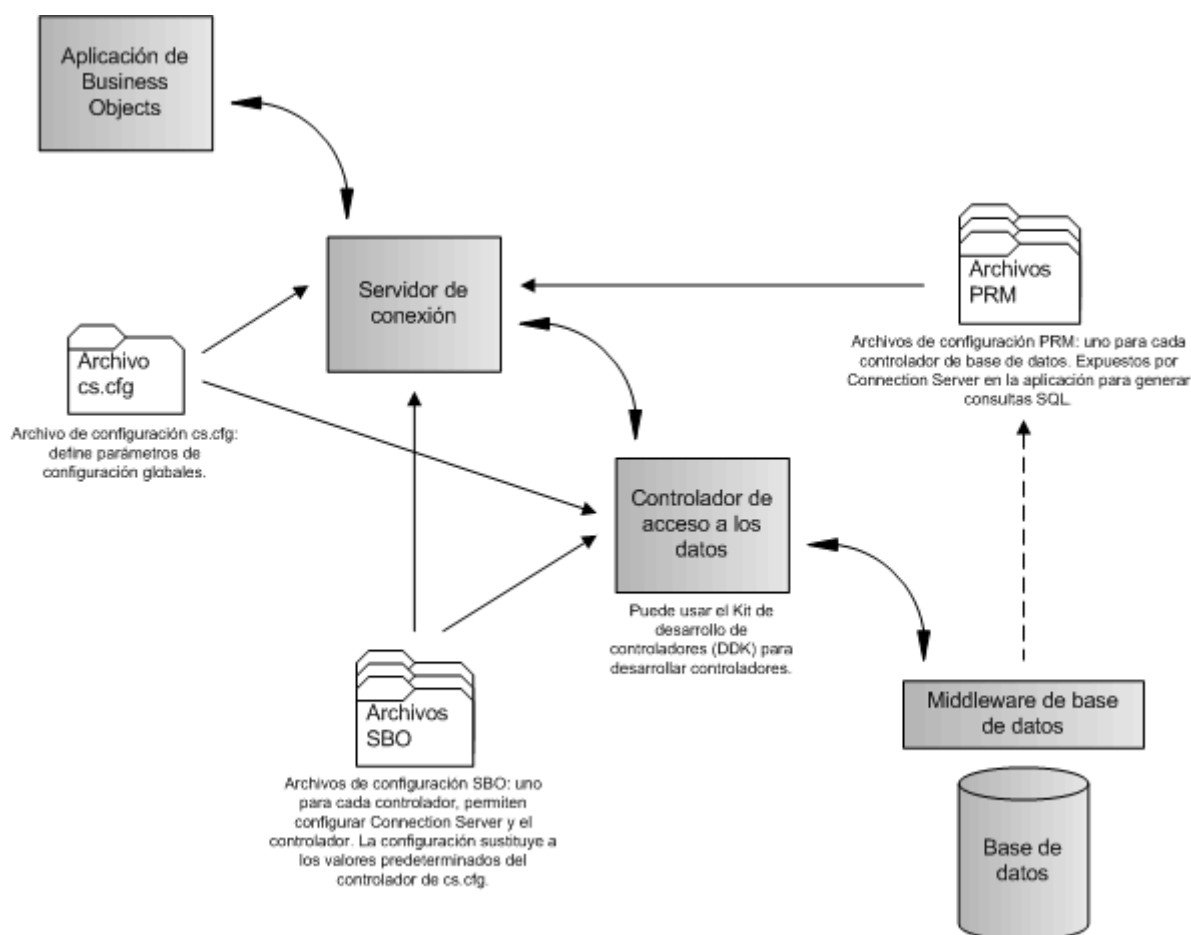 Aplicación de
Business
Objects
Servidor de
conexión
Archivos
PRM
Archivos de configuración PRM: uno para cada
controlador de base de datos. Expuestos por
Connection Server en la aplicación para generar
consultas SQL.
Archivo
cs.cfg
Archivo de configuración cs.cfg:
define parámetros de
configuración globales.
Controlador de
acceso a los
datos
Puede usar el Kit de
desarrollo de
controladores (DDK) para
desarrollar controladores.
Archivos
SBO
Archivos de configuración SBO: uno
para cada controlador, permiten
configurar Connection Server y el
controlador. La configuración sustituye a
los valores predeterminados del
controlador de cs.cfg.
Middleware de base
de datos
Base de
datos